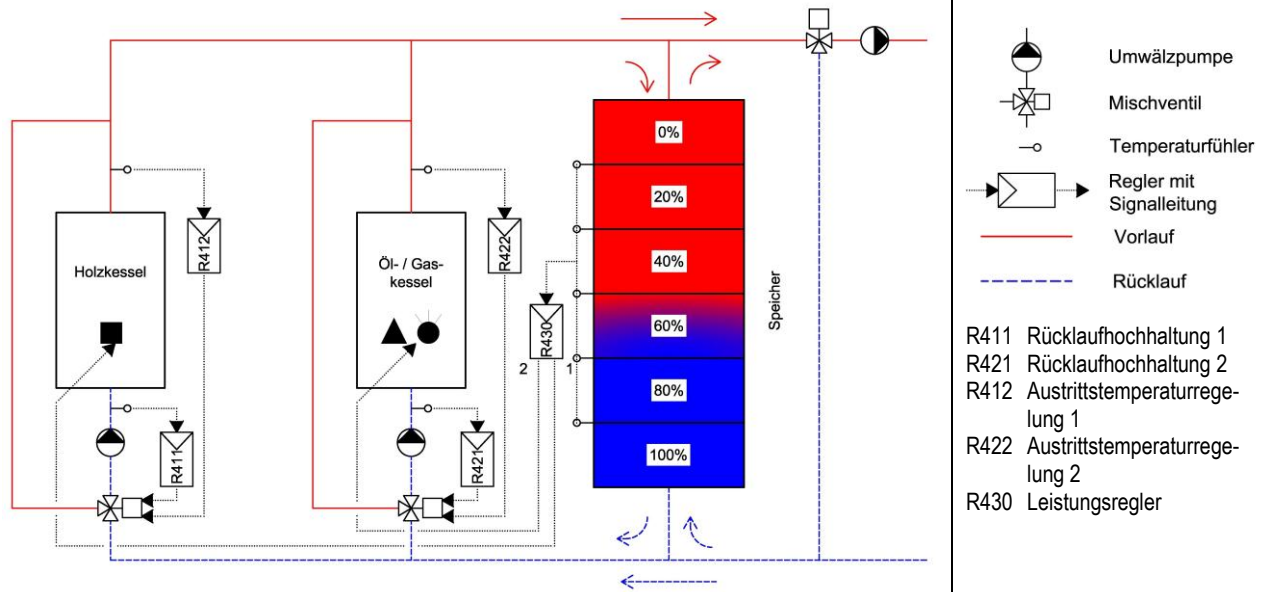 Holzkessel
R412
R411
Öl- / Gas-
kessel
R422
R421
R430
2
1
0%
20%
40%
60%
80%
100%
Speicher
Umwälzpumpe
Mischventil
Temperaturfühler
Regler mit
Signalleitung
Vorlauf
Rücklauf
R411 Rücklaufhochhaltung 1
R421 Rücklaufhochhaltung 2
R412 Austrittstemperaturrege-
lung 1
R422 Austrittstemperaturrege-
lung 2
R430 Leistungsregler